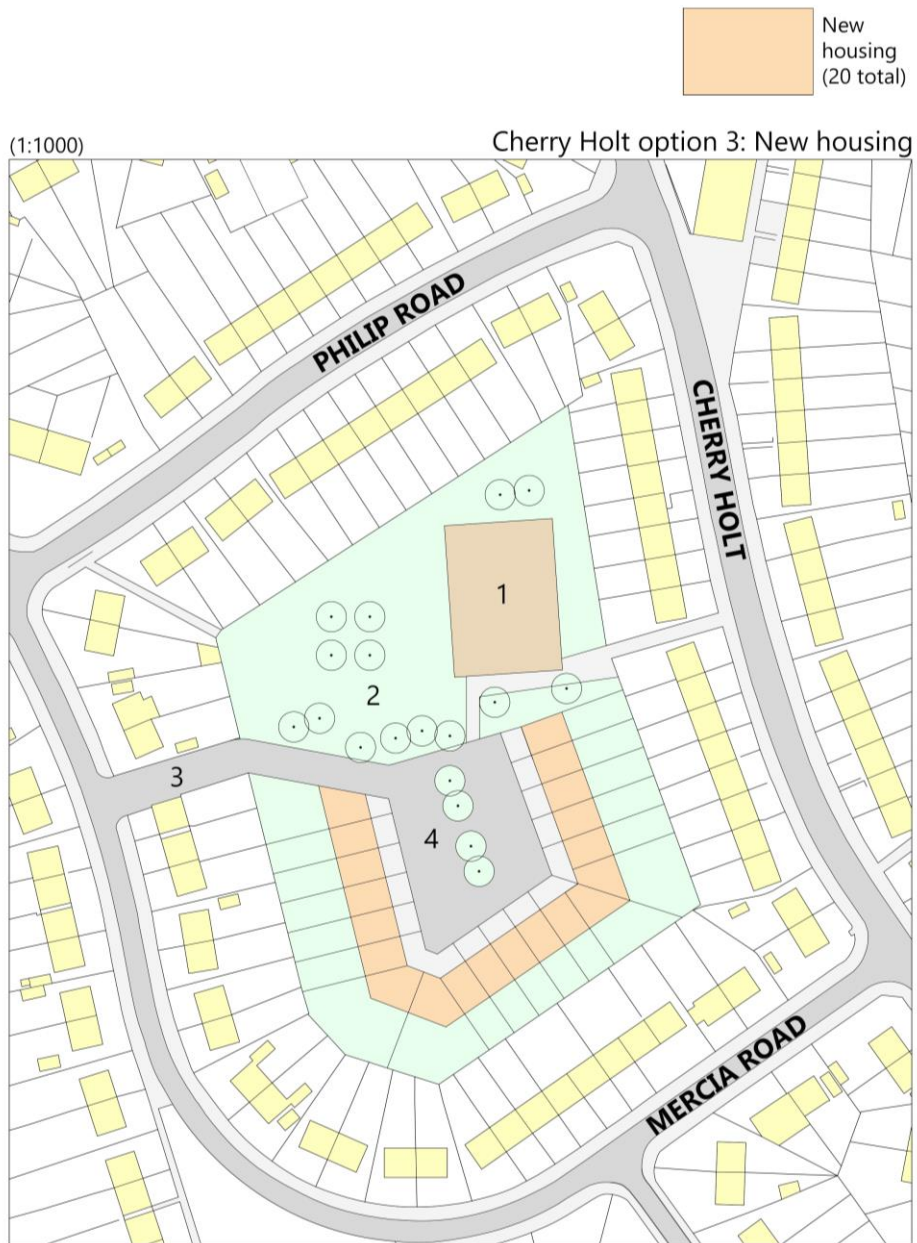 New
housing
(20 total)
(1:1000)
Cherry Holt option 3: New housing
PHILIP ROAD
CHERRY HOLT
1
2
3
4
MERCIA ROAD